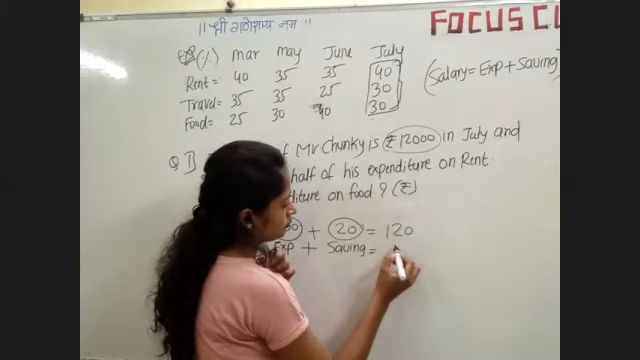 || श्री गणेशाय नमः ||
FOCUS CU
(%) mar may June July
Rent = 40 35 35 40
Travel = 35 35 25 30
Food = 25 30 40 30
(Salary = Exp + Saving
Q 1) of Mr Chunky is ₹12000 in July and
half of his expenditure on Rent.
diture on food? (₹)
+ 20 = 120
Exp + Saving =